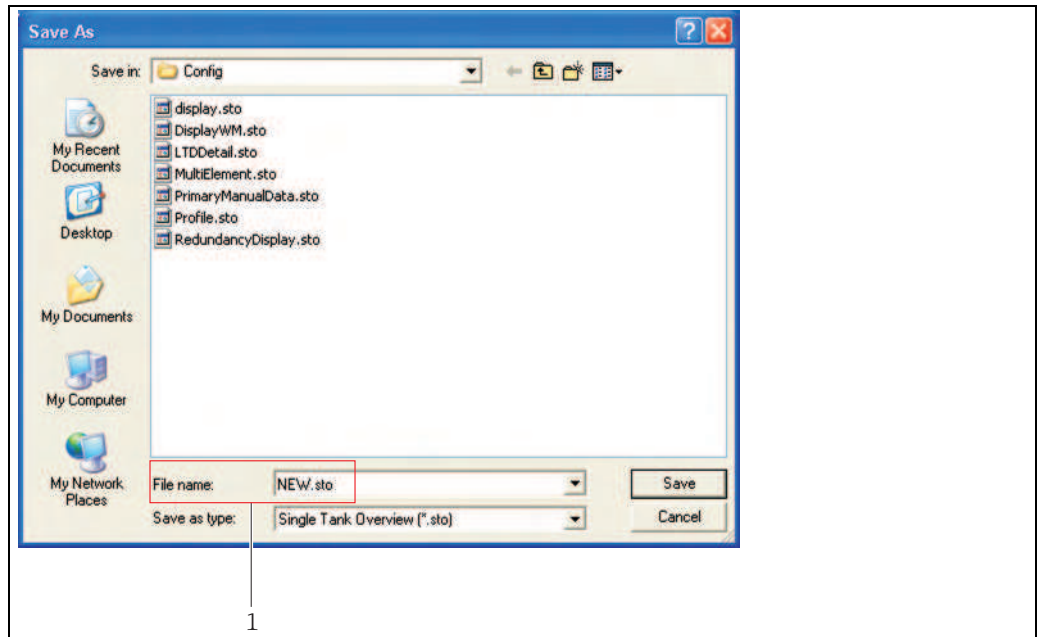 Save As
Save in:
Config
display.sto
DisplayWM.sto
LTDDetail.sto
MultiElement.sto
PrimaryManualData.sto
Profile.sto
RedundancyDisplay.sto
My Recent
Documents
Desktop
My Documents
My Computer
My Network
Places
File name:
NEW.sto
Save
Save as type:
Single Tank Overview (*.sto)
Cancel
1